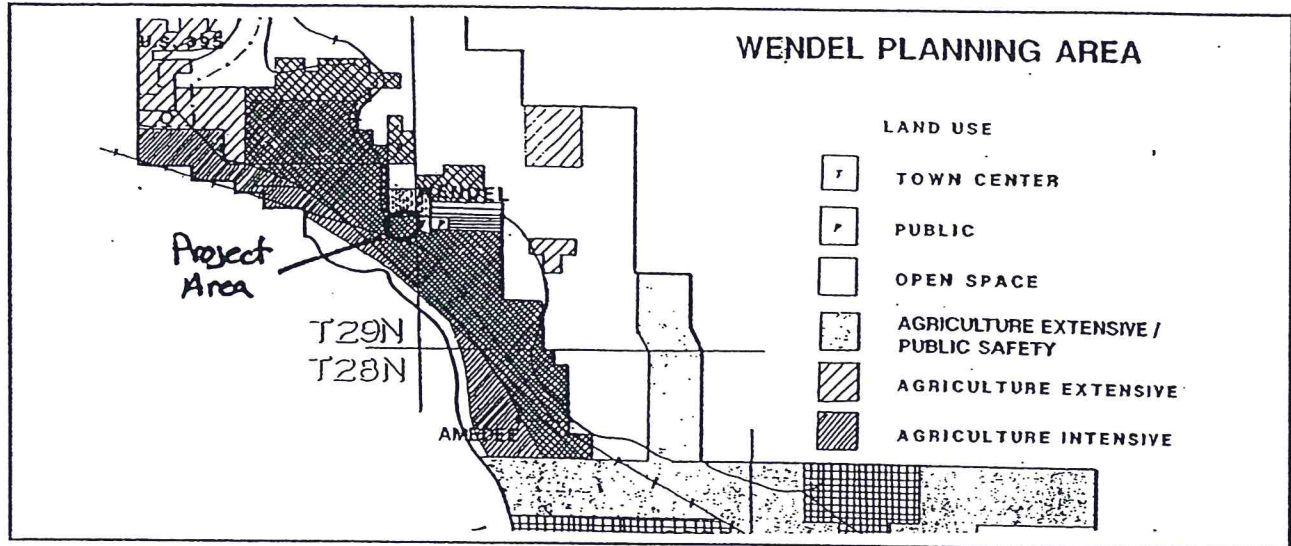 WENDEL PLANNING AREA
U.S. 395
LAND USE
T TOWN CENTER
P PUBLIC
OPEN SPACE
AGRICULTURE EXTENSIVE /
PUBLIC SAFETY
AGRICULTURE EXTENSIVE
AGRICULTURE INTENSIVE
WENDEL
P
Project
Area
T29N
T28N
AMEDEE